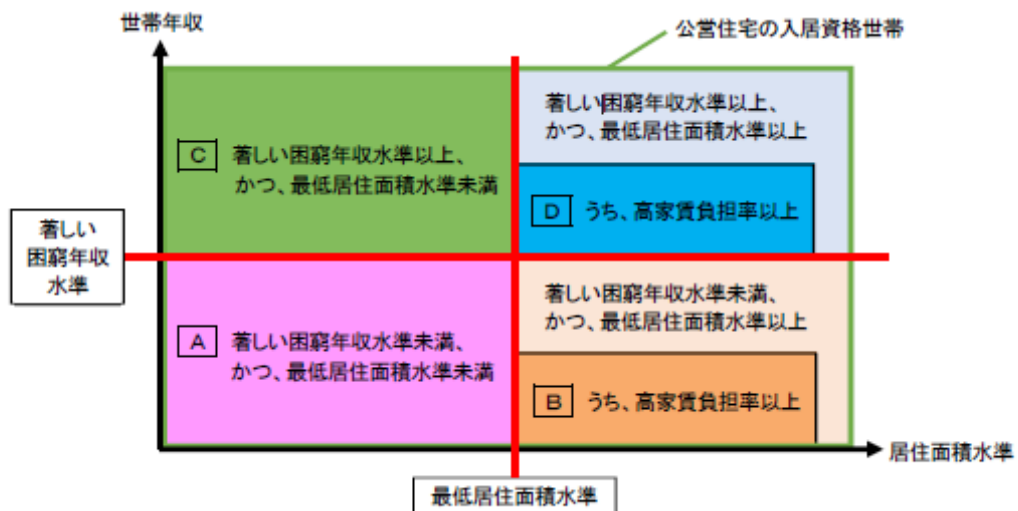 世帯年収
公営住宅の入居資格世帯
C 著しい困窮年収水準以上、
かつ、最低居住面積水準未満
著しい困窮年収水準以上、
かつ、最低居住面積水準以上
D うち、高家賃負担率以上
著しい
困窮年収
水準
A 著しい困窮年収水準未満、
かつ、最低居住面積水準未満
著しい困窮年収水準未満、
かつ、最低居住面積水準以上
B うち、高家賃負担率以上
居住面積水準
最低居住面積水準